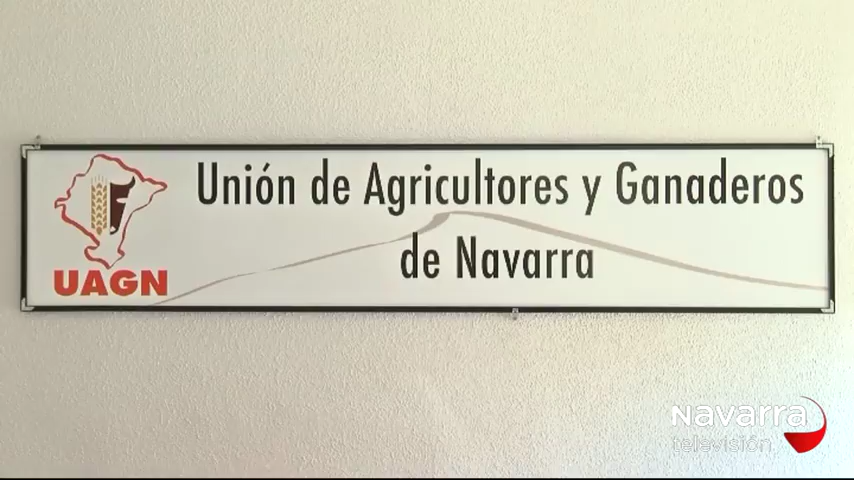 Unión de Agricultores y Ganaderos
de Navarra
UAGN
Navarra
televisión